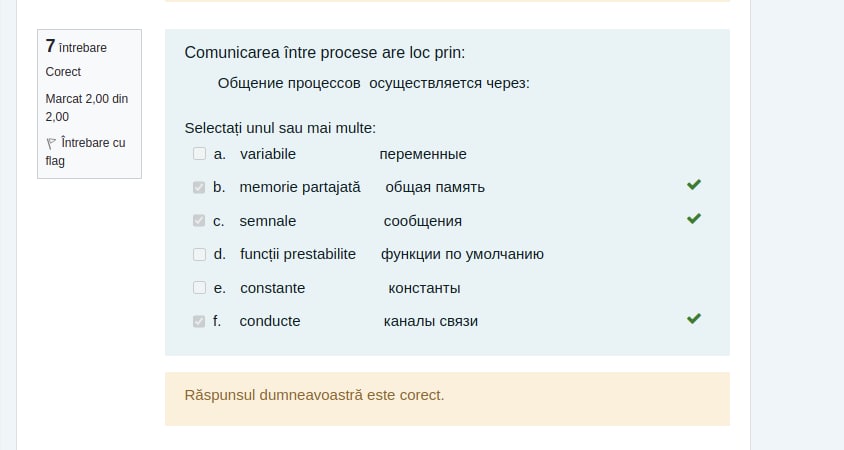 7 întrebare
Corect
Marcat 2,00 din
2,00
Întrebare cu
flag
Comunicarea între procese are loc prin:
Общение процессов осуществляется через:
Selectați unul sau mai multe:
a. variabile переменные
b. memorie partajată общая память
c. semnale сообщения
d. funcții prestabilite функции по умолчанию
e. constante константы
f. conducte каналы связи
Răspunsul dumneavoastră este corect.